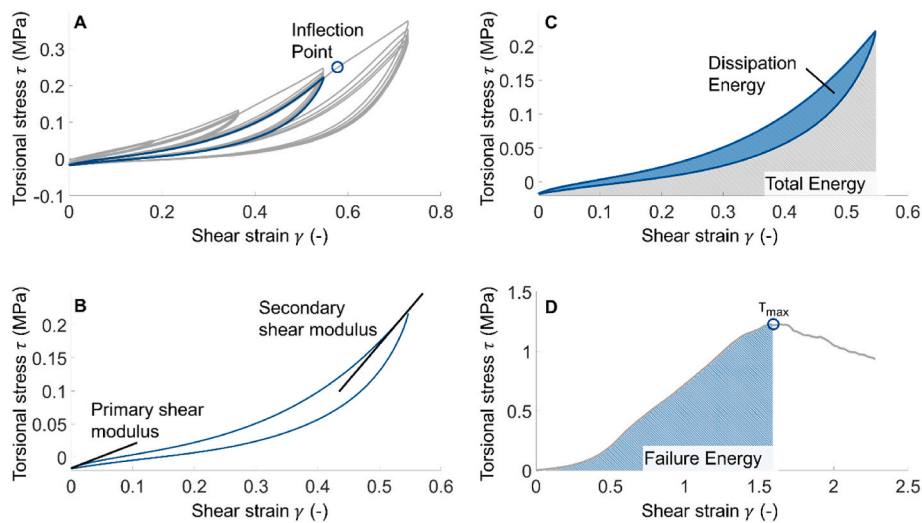 A
Torsional stress τ (MPa)
0.3
0.2
0.1
0
-0.1
Inflection
Point
0
0.2
0.4
0.6
0.8
Shear strain γ (-)
C
Torsional stress τ (MPa)
0.2
0.15
0.1
0.05
0
Dissipation
Energy
Total Energy
0
0.1
0.2
0.3
0.4
0.5
0.6
Shear strain γ (-)
B
Torsional stress τ (MPa)
0.2
0.15
0.1
0.05
0
Secondary
shear modulus
Primary shear
modulus
0
0.1
0.2
0.3
0.4
0.5
0.6
Shear strain γ (-)
D
Torsional stress τ (MPa)
1.5
1
0.5
0
τmax
Failure Energy
0
0.5
1
1.5
2
2.5
Shear strain γ (-)